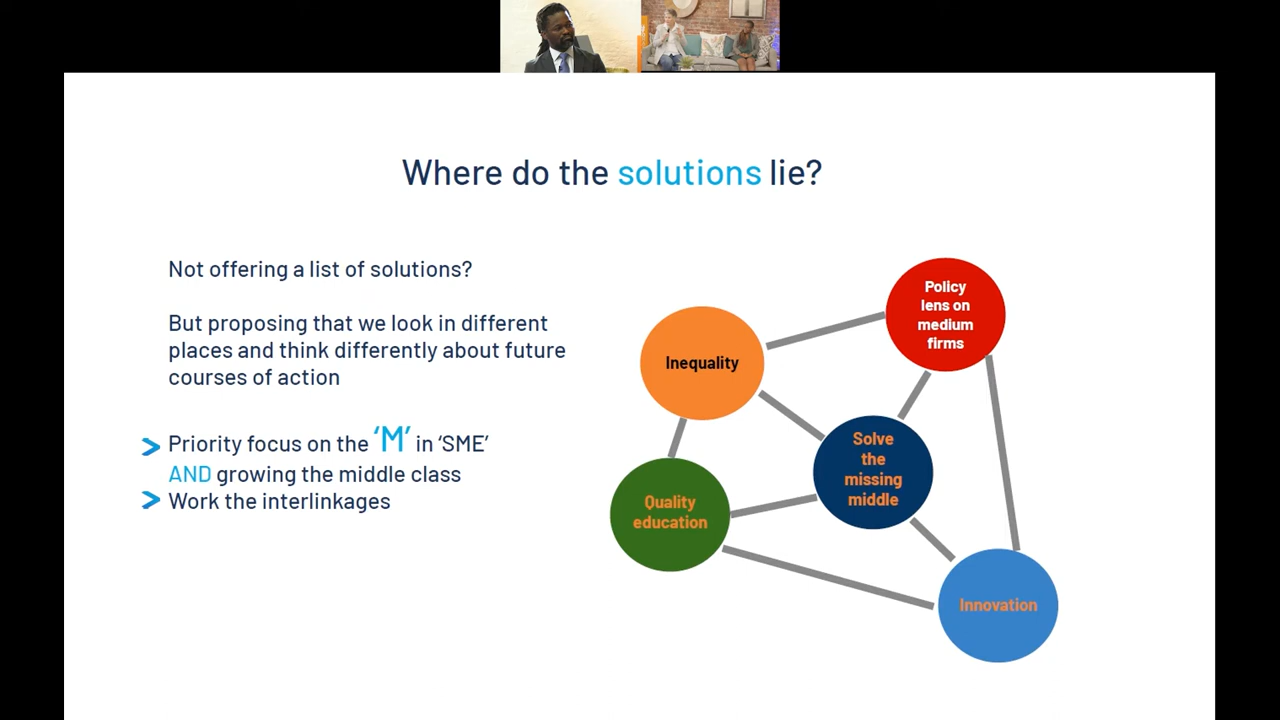 Where do the solutions lie?
Not offering a list of solutions?
But proposing that we look in different
places and think differently about future
courses of action
Priority focus on the ‘M’ in ‘SME’
AND growing the middle class
Work the interlinkages
Policy
lens on
medium
firms
Inequality
Solve
the
missing
middle
Quality
education
Innovation